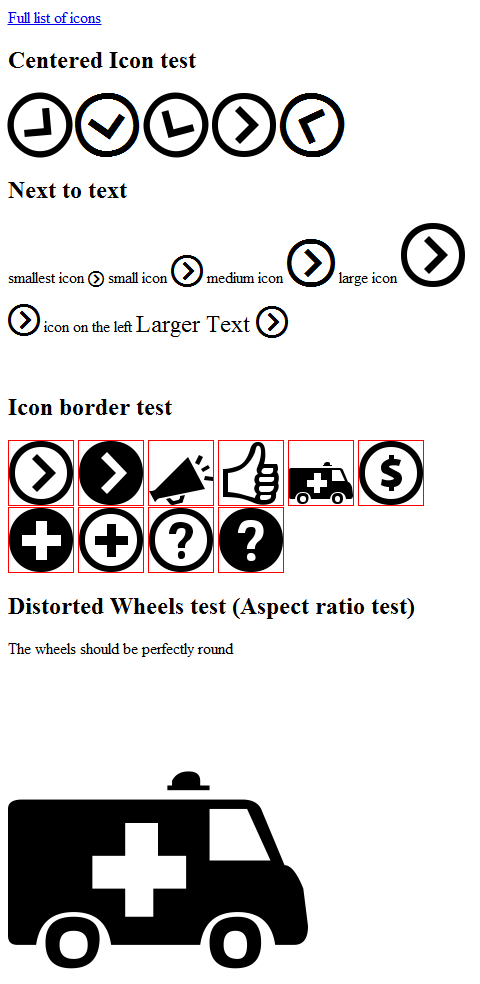 Full list of icons
Centered Icon test
Next to text
smallest icon small icon medium icon large icon
icon on the left Larger Text
Icon border test
$
? ?
Distorted Wheels test (Aspect ratio test)
The wheels should be perfectly round